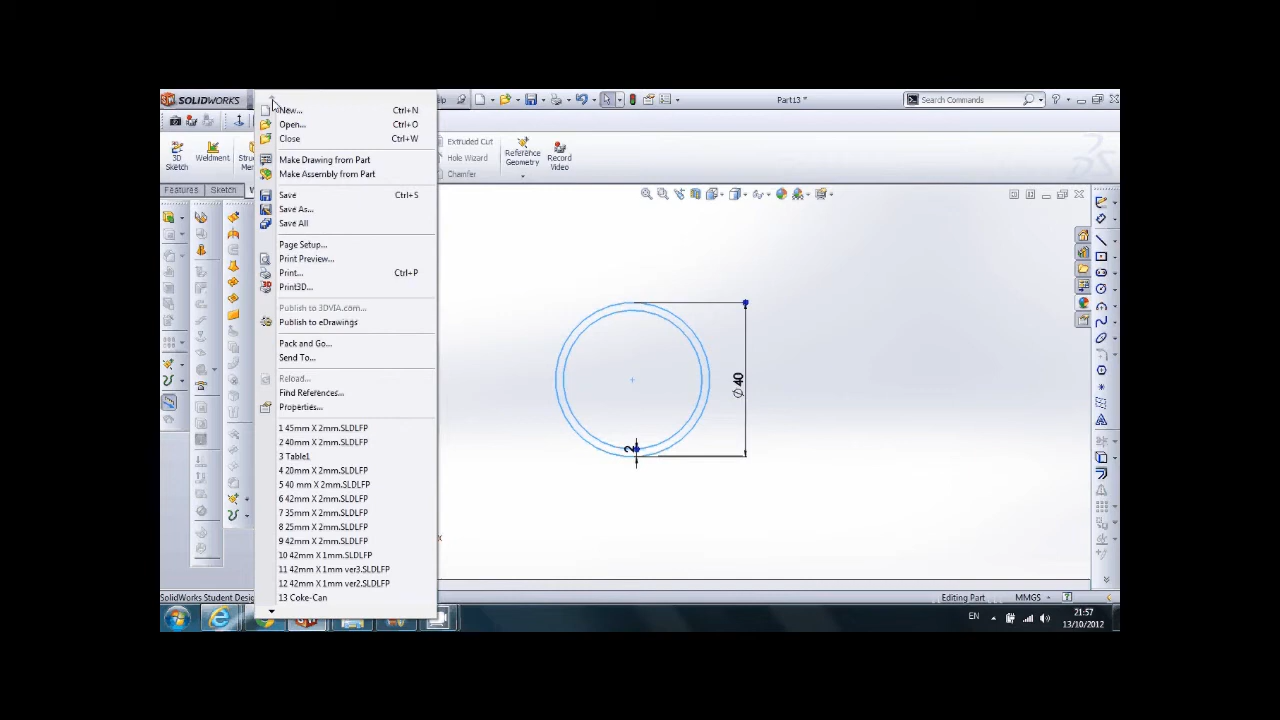 SOLIDWORKS
Part13 *
Search Commands
New... Ctrl+N
Open... Ctrl+O
Close Ctrl+W
Make Drawing from Part
Make Assembly from Part
Save Ctrl+S
Save As...
Save All
Page Setup...
Print Preview...
Print... Ctrl+P
Print3D...
Publish to 3DVIA.com...
Publish to eDrawings
Pack and Go...
Send To...
Reload...
Find References...
Properties...
1 45mm X 2mm.SLDLFP
2 40mm X 2mm.SLDLFP
3 Table1
4 20mm X 2mm.SLDLFP
5 40 mm X 2mm.SLDLFP
6 42mm X 2mm.SLDLFP
7 35mm X 2mm.SLDLFP
8 25mm X 2mm.SLDLFP
9 42mm X 2mm.SLDLFP
10 42mm X 1mm.SLDLFP
11 42mm X 1mm ver3.SLDLFP
12 42mm X 1mm ver2.SLDLFP
13 Coke-Can
3D
Sketch
Weldment
Extruded Cut
Hole Wizard
Chamfer
Reference
Geometry
Record
Video
Features
Sketch
∅40
2
x
Editing Part
MMGS
EN
21:57
13/10/2012